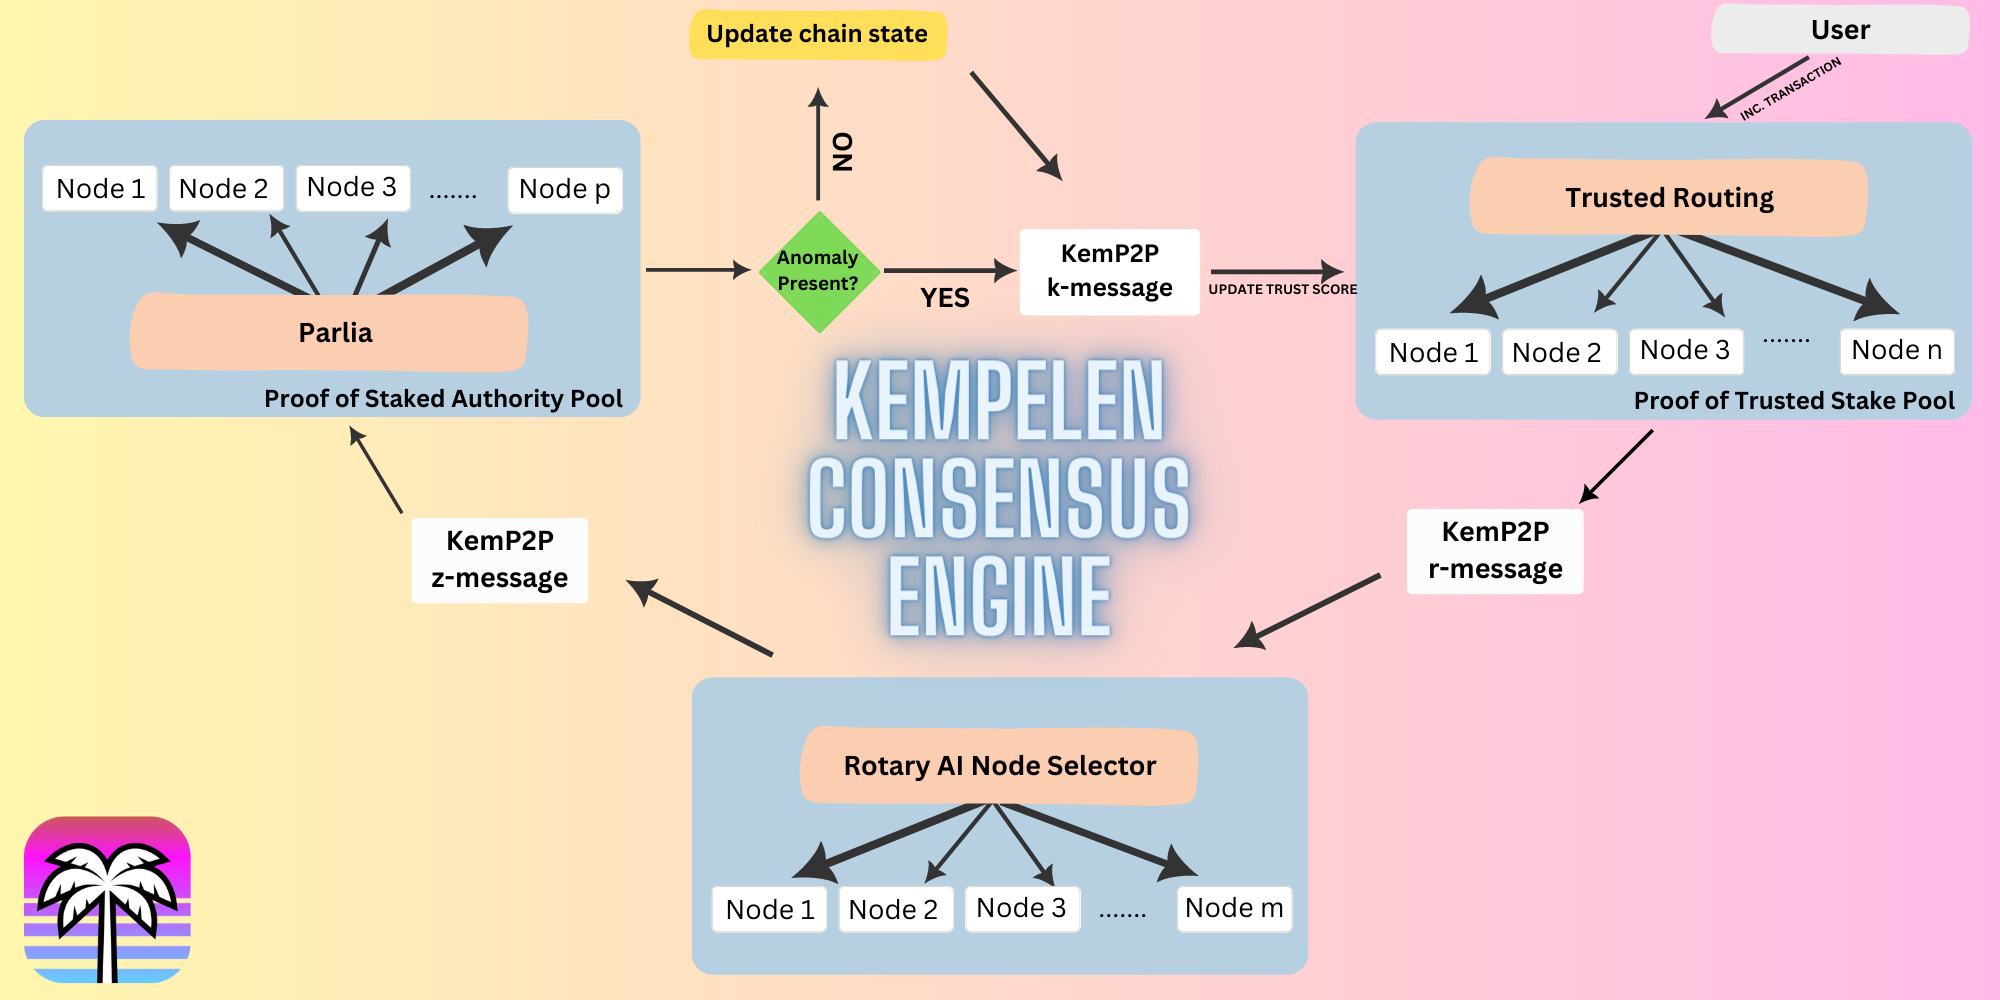 Update chain state
User
INC. TRANSACTION
Node 1
Node 2
Node 3
.......
Node p
Parlia
Proof of Staked Authority Pool
NO
Anomaly
Present?
YES
KemP2P
k-message
UPDATE TRUST SCORE
Trusted Routing
Node 1
Node 2
Node 3
.......
Node n
Proof of Trusted Stake Pool
KEMPELEN
CONSENSUS
ENGINE
KemP2P
z-message
KemP2P
r-message
Rotary AI Node Selector
Node 1
Node 2
Node 3
.......
Node m